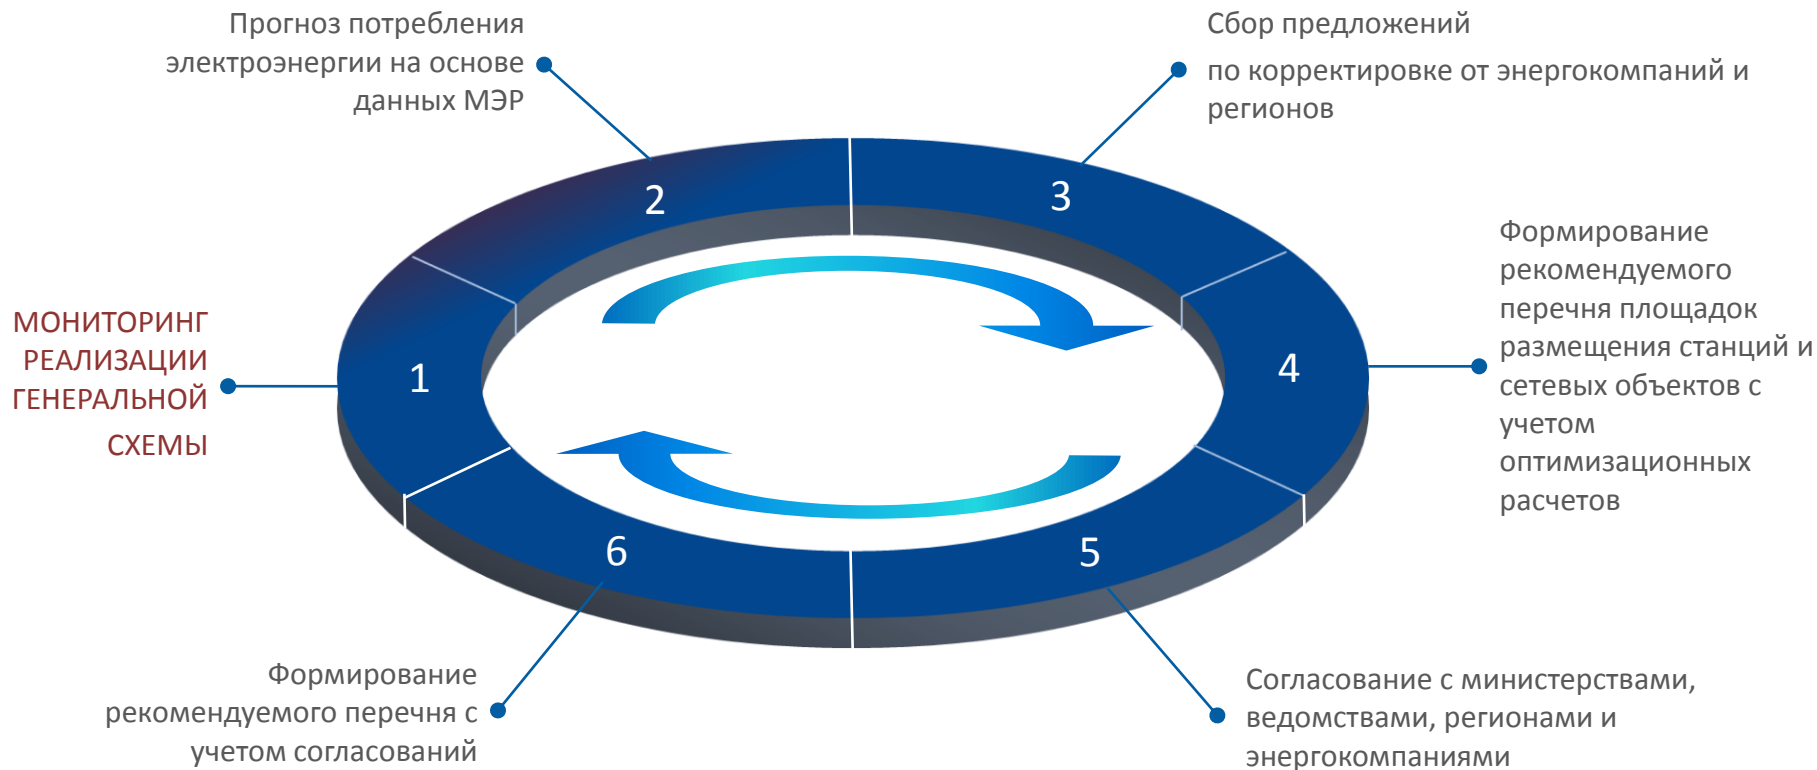 Прогноз потребления
электроэнергии на основе
данных МЭР
Сбор предложений
по корректировке от энергокомпаний и
регионов
2
3
МОНИТОРИНГ
РЕАЛИЗАЦИИ
ГЕНЕРАЛЬНОЙ
СХЕМЫ
1
4
Формирование
рекомендуемого
перечня площадок
размещения станций и
сетевых объектов с
учетом
оптимизационных
расчетов
6
5
Формирование
рекомендуемого перечня с
учетом согласований
Согласование с министерствами,
ведомствами, регионами и
энергокомпаниями